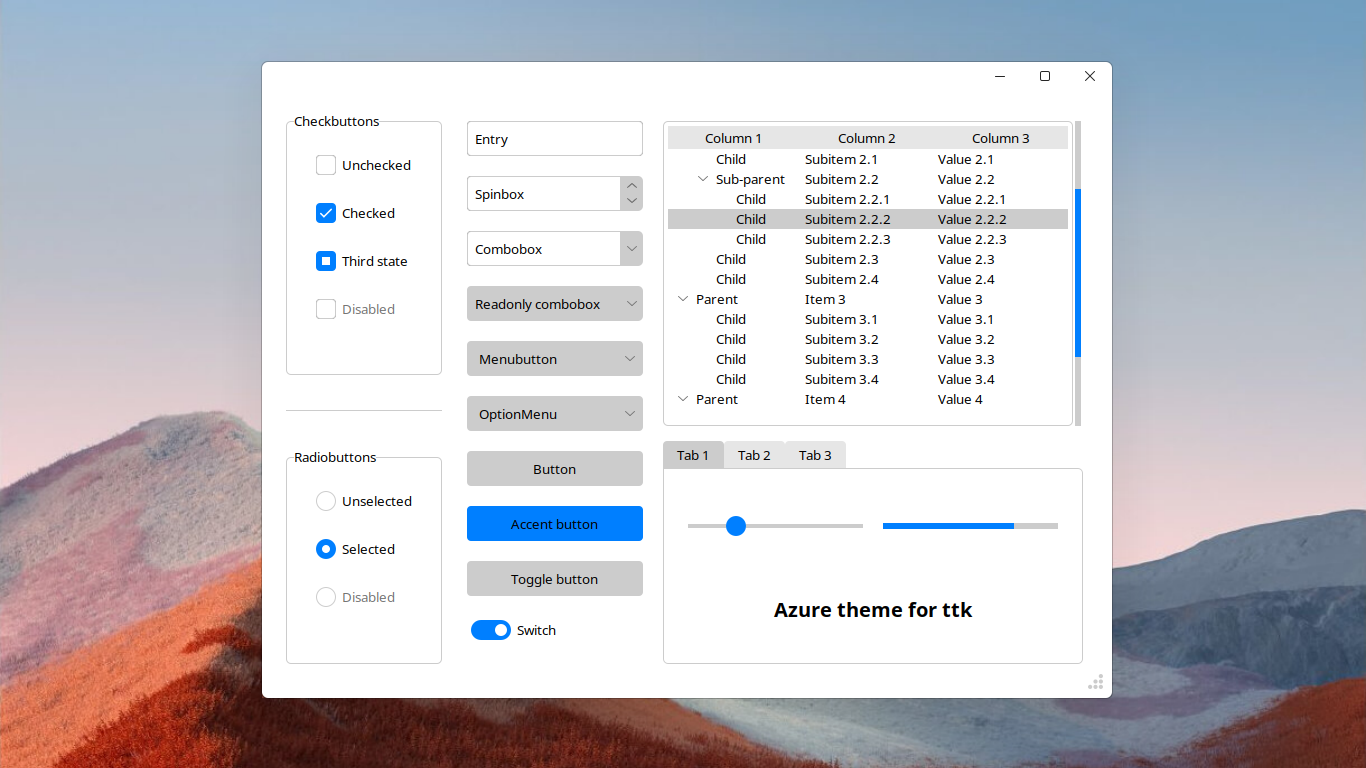 Checkbuttons
Unchecked
Checked
Third state
Disabled
Radiobuttons
Unselected
Selected
Disabled
Entry
Spinbox
Combobox
Readonly combobox
Menubutton
OptionMenu
Button
Accent button
Toggle button
Switch
Column 1 Column 2 Column 3
Child Subitem 2.1 Value 2.1
Sub-parent Subitem 2.2 Value 2.2
Child Subitem 2.2.1 Value 2.2.1
Child Subitem 2.2.2 Value 2.2.2
Child Subitem 2.2.3 Value 2.2.3
Child Subitem 2.3 Value 2.3
Child Subitem 2.4 Value 2.4
Parent Item 3 Value 3
Child Subitem 3.1 Value 3.1
Child Subitem 3.2 Value 3.2
Child Subitem 3.3 Value 3.3
Child Subitem 3.4 Value 3.4
Parent Item 4 Value 4
Tab 1 Tab 2 Tab 3
Azure theme for ttk